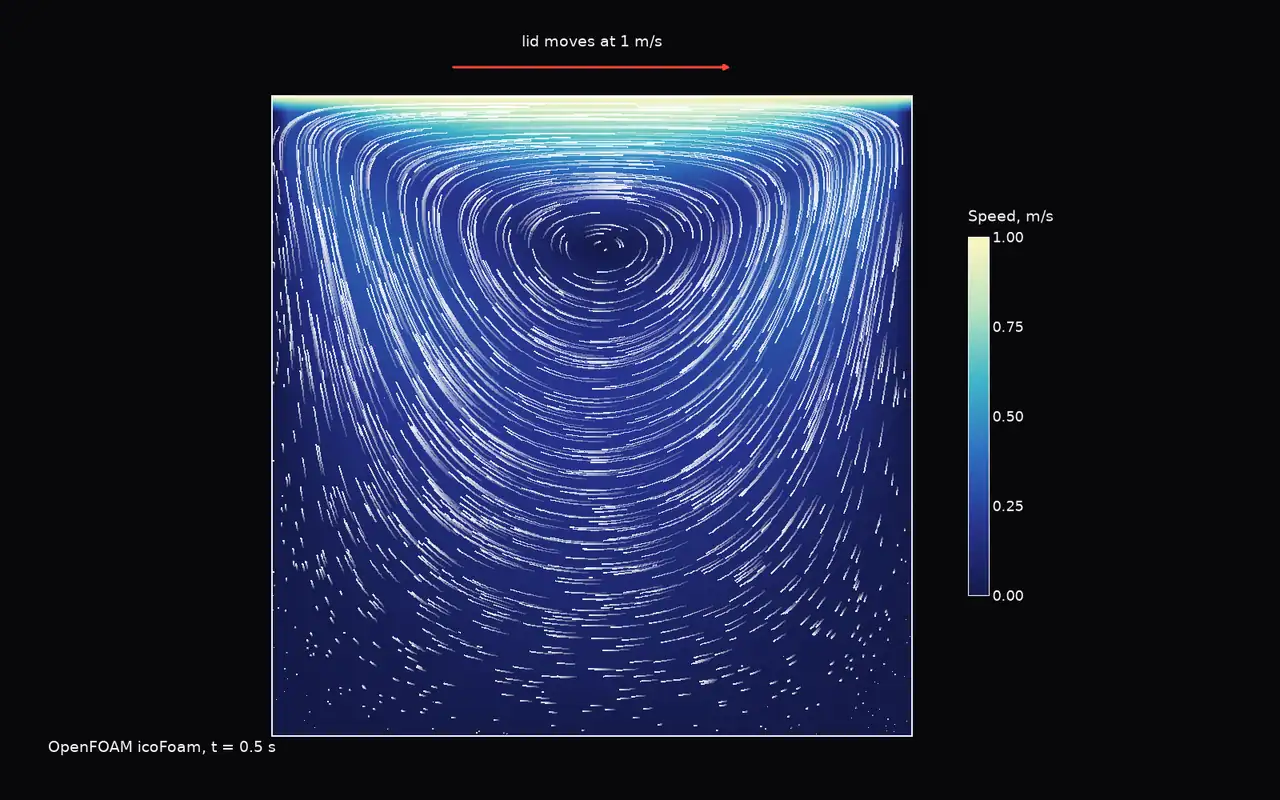 lid moves at 1 m/s
Speed, m/s
1.00
0.75
0.50
0.25
0.00
OpenFOAM icoFoam, t = 0.5 s